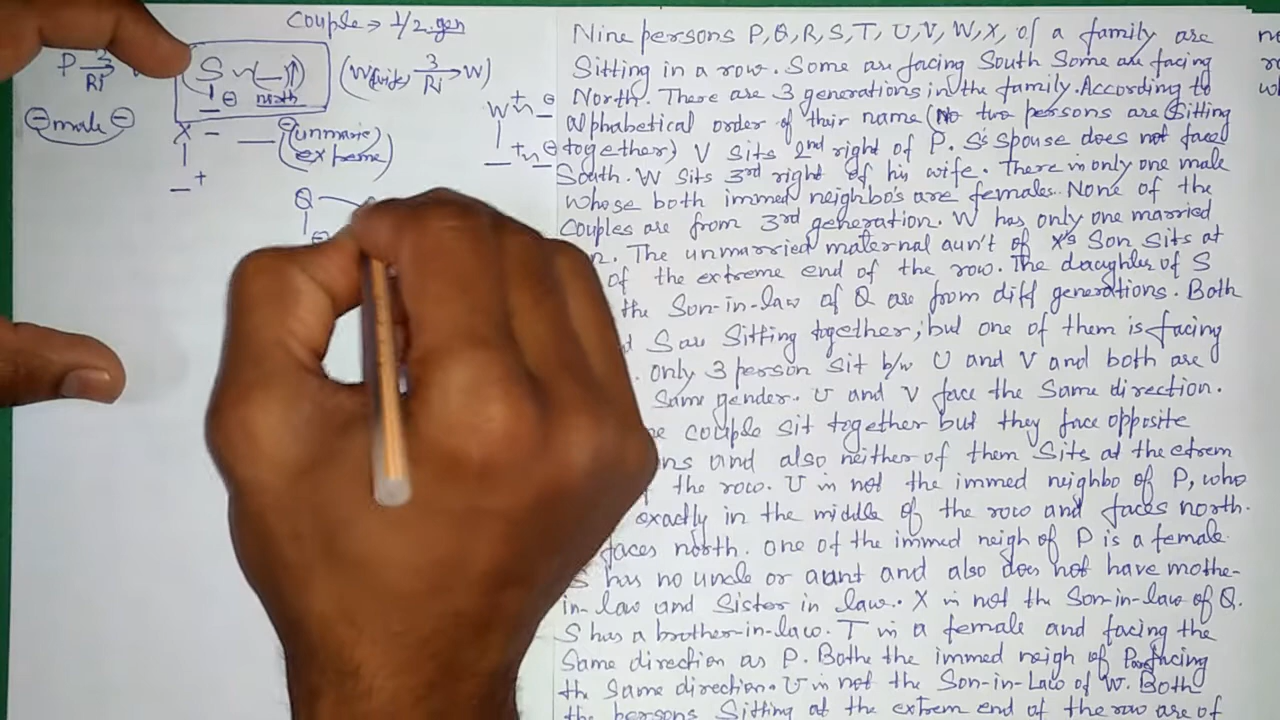 Couple → 1/2 gen
P 2/Ri →
S ~ (_)↑
north
(W(wife) 3/Ri → W)
⊖ male ⊖
X - —
(unmarie)
extreme)
W+ ~ _⊖
_+ ~ _⊖
_+
Q
Nine persons P, Q, R, S, T, U, V, W, X, of a family are
Sitting in a row. Some are facing South Some are facing
North. There are 3 generations in the family. According to
alphabetical order of their name (No two persons are Sitting
together) V sits 2nd right of P. S's spouse does not faced
South. W sits 3rd right of his wife. There is only one male
whose both immed neighbo's are females. None of the
Couples are from 3rd generation. W has only one married
The unmarried maternal aun't of X's Son Sits at
of the extreme end of the row. The daughter of S
the Son-in-law of Q are from diff generations. Both
S are Sitting together, but one of them is facing
only 3 person sit b/w U and V and both are
Same gender. U and V face the Same direction.
couple sit together but they face opposite
and also neither of them Sits at the extrem
the row. U is not the immed neighbo of P, who
exactly in the middle of the row and faces north.
faces north. one of the immed neigh of P is a female.
S has no uncle or aunt and also does not have mothe-
in-law and Sister in law. X is not the Son-in-law of Q.
S has a brother-in-law. T is a female and facing the
Same direction as P. Bothe the immed neigh of P are facing
the Same direction. U is not the Son-in-Law of W. Both
the persons Sitting at the extrem end of the row are of